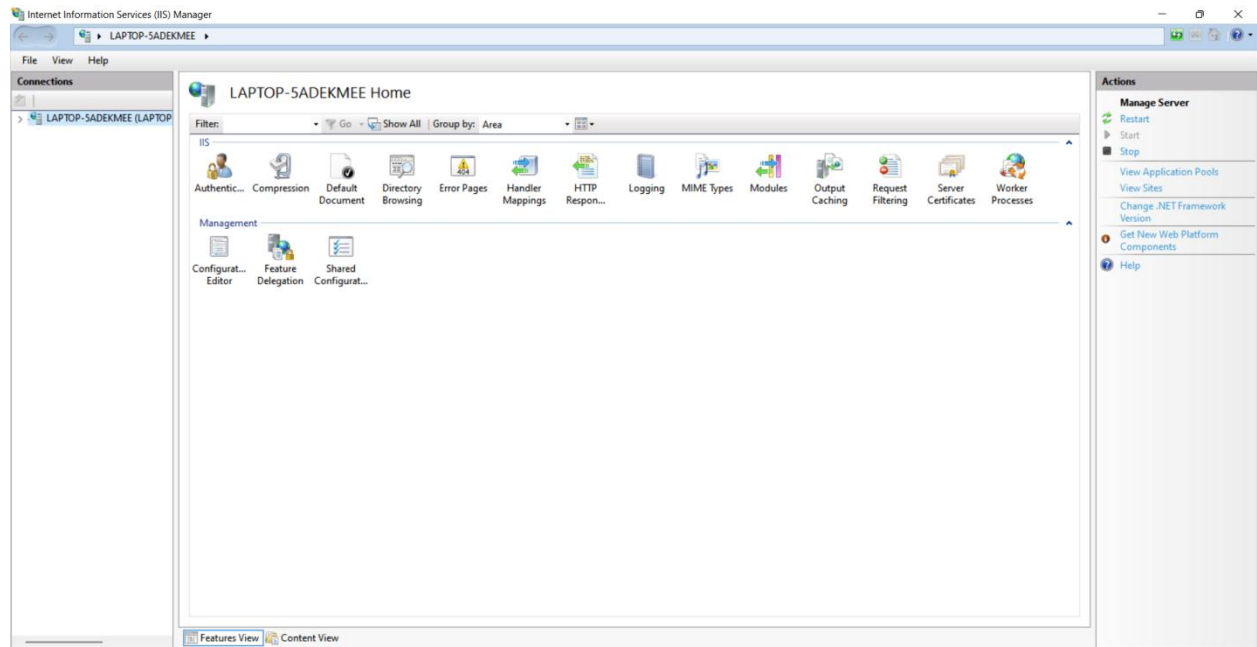 Internet Information Services (IIS) Manager
LAPTOP-5ADEKMEE
File View Help
Connections
LAPTOP-5ADEKMEE (LAPTOP
LAPTOP-5ADEKMEE Home
Filter: Go Show All Group by: Area
IIS
Authentic... Compression Default Directory Error Pages Handler HTTP Logging MIME Types Modules Output Request Server Worker
Document Browsing Mappings Respon... Caching Filtering Certificates Processes
Management
Configurat... Feature Shared
Editor Delegation Configurat...
Features View Content View
Actions
Manage Server
Restart
Start
Stop
View Application Pools
View Sites
Change .NET Framework
Version
Get New Web Platform
Components
Help